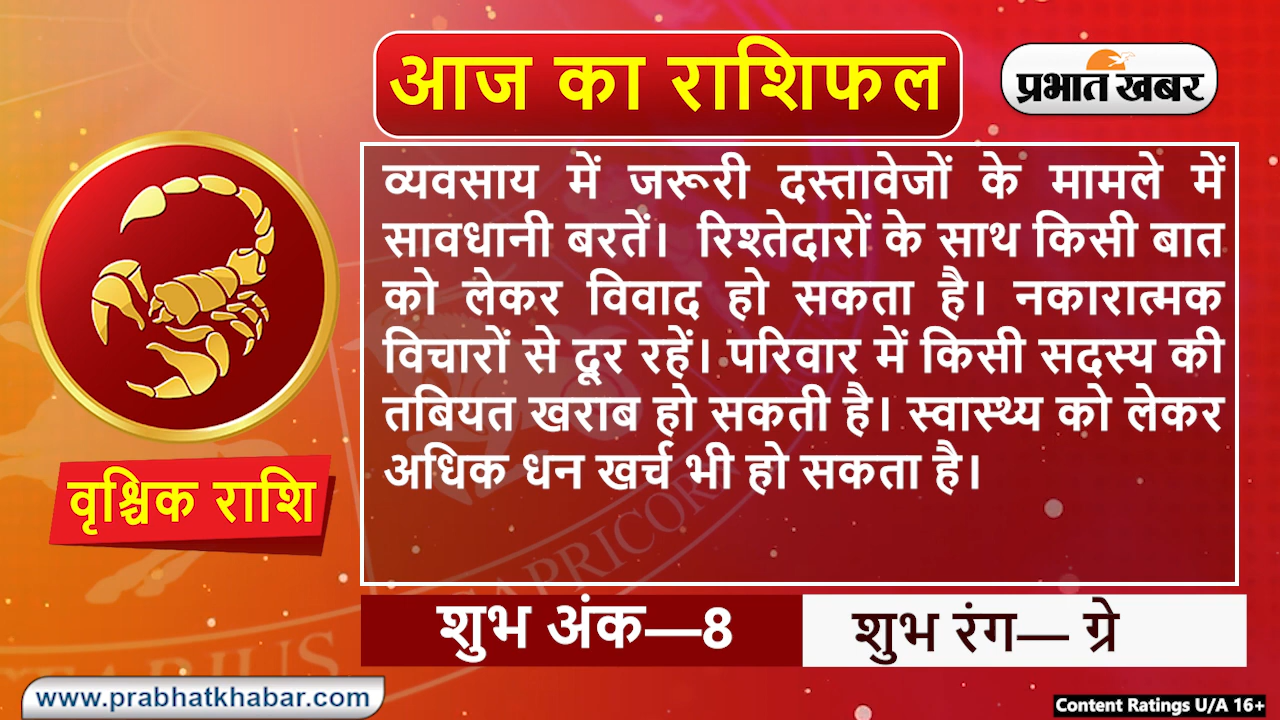 आज का राशिफल
प्रभात खबर
व्यवसाय में जरूरी दस्तावेजों के मामले में
सावधानी बरतें। रिश्तेदारों के साथ किसी बात
को लेकर विवाद हो सकता है। नकारात्मक
विचारों से दूर रहें। परिवार में किसी सदस्य की
तबियत खराब हो सकती है। स्वास्थ्य को लेकर
अधिक धन खर्च भी हो सकता है।
वृश्चिक राशि
CAPRICORN
शुभ अंक—8
शुभ रंग— ग्रे
www.prabhatkhabar.com
Content Ratings U/A 16+